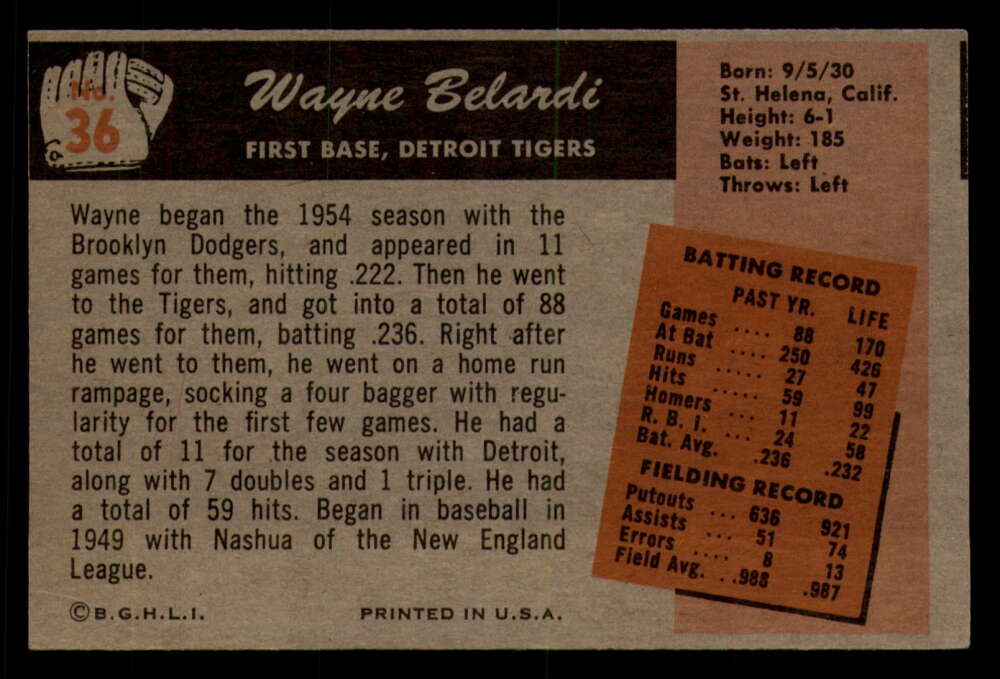 No.
36
Wayne Belardi
FIRST BASE, DETROIT TIGERS
Born: 9/5/30
St. Helena, Calif.
Height: 6-1
Weight: 185
Bats: Left
Throws: Left
Wayne began the 1954 season with the
Brooklyn Dodgers, and appeared in 11
games for them, hitting .222. Then he went
to the Tigers, and got into a total of 88
games for them, batting .236. Right after
he went to them, he went on a home run
rampage, socking a four bagger with regu-
larity for the first few games. He had a
total of 11 for the season with Detroit,
along with 7 doubles and 1 triple. He had
a total of 59 hits. Began in baseball in
1949 with Nashua of the New England
League.
BATTING RECORD
PAST YR. LIFE
Games .... 88 170
At Bat .... 250 426
Runs ..... 27 47
Hits ..... 59 99
Homers ... 11 22
R. B. I. ... 24 58
Bat. Avg. .236 .232
FIELDING RECORD
Putouts ... 636 921
Assists ... 51 74
Errors .... 8 13
Field Avg. ..988 .987
©B.G.H.L.I. PRINTED IN U.S.A.